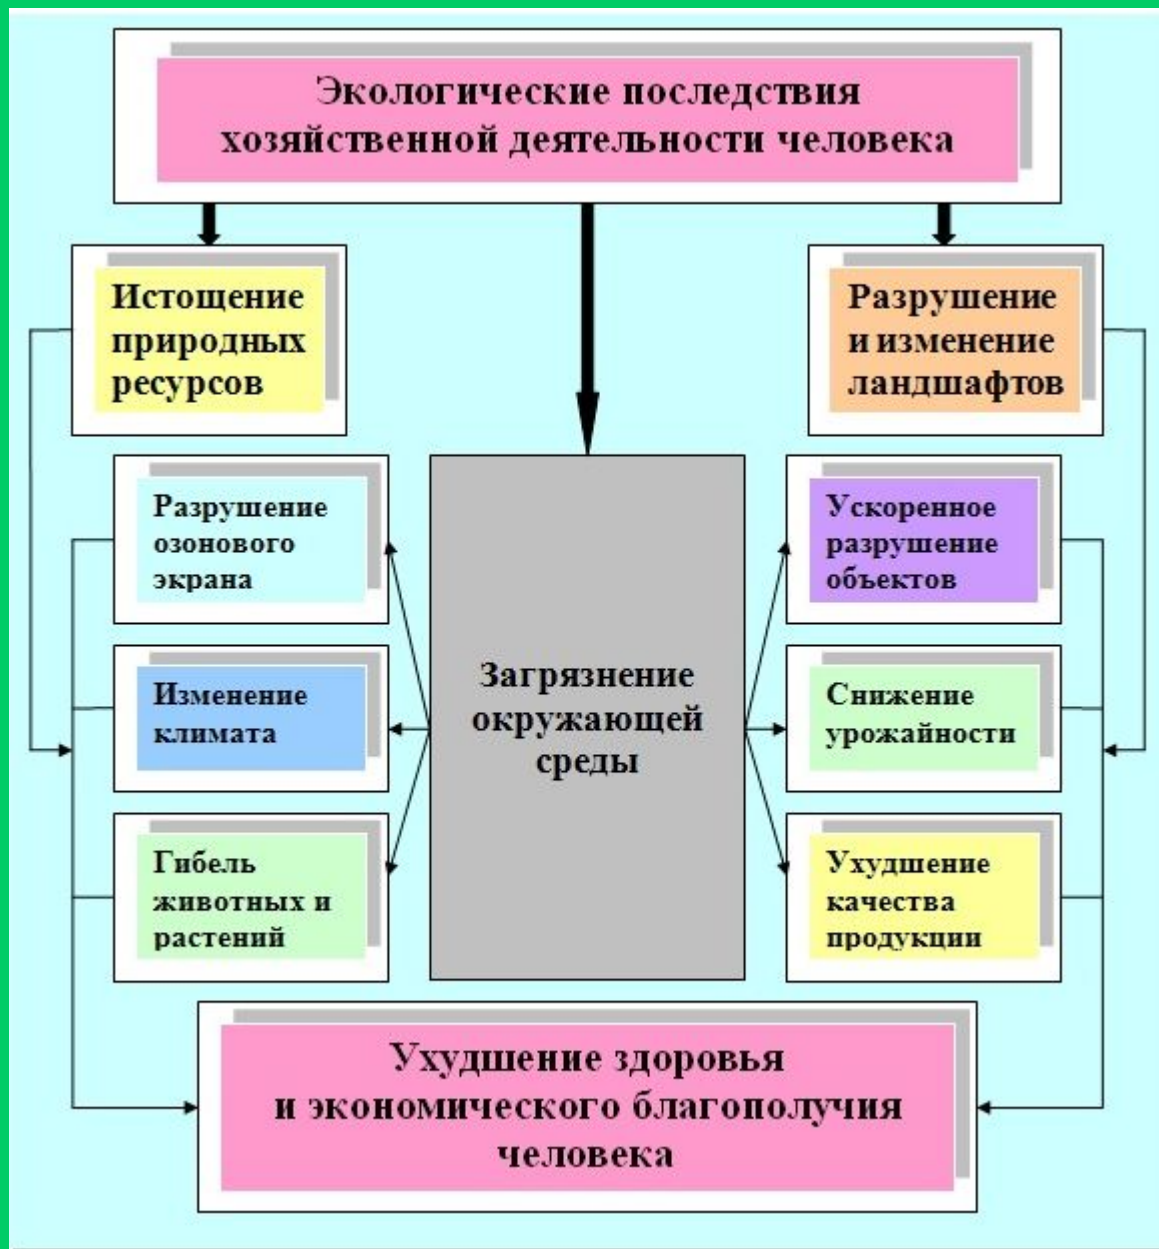 Экологические последствия
хозяйственной деятельности человека
Истощение
природных
ресурсов
Разрушение
и изменение
ландшафтов
Разрушение
озонового
экрана
Изменение
климата
Гибель
животных и
растений
Загрязнение
окружающей
среды
Ускоренное
разрушение
объектов
Снижение
урожайности
Ухудшение
качества
продукции
Ухудшение здоровья
и экономического благополучия
человека